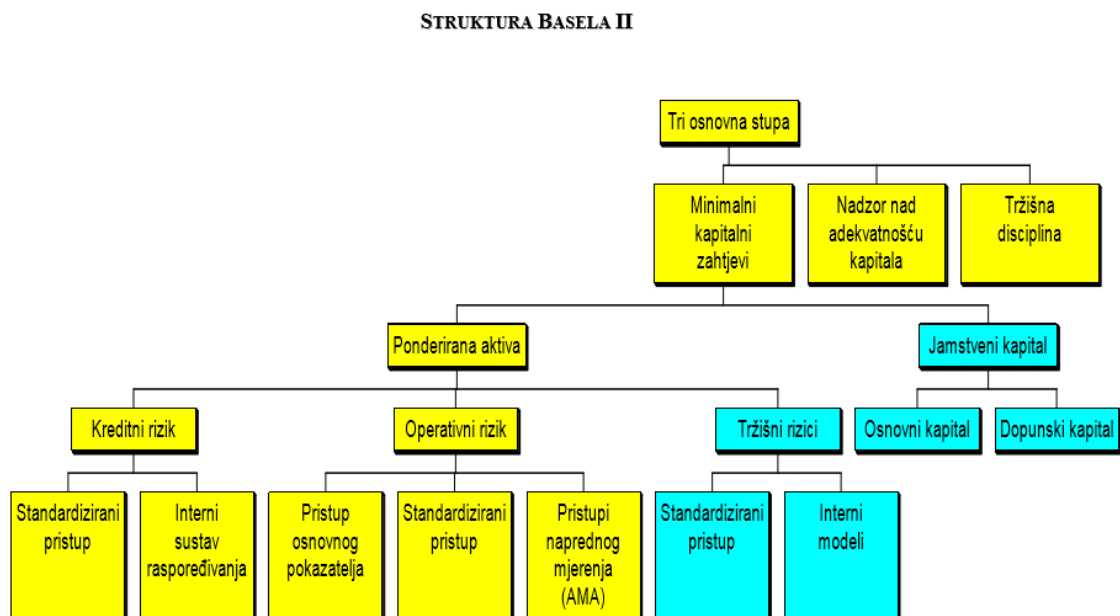 STRUKTURA BASELA II
Tri osnovna stupa
Minimalni
kapitalni
zahtjevi
Nadzor nad
adekvatnošću
kapitala
Tržišna
disciplina
Ponderirana aktiva
Jamstveni kapital
Kreditni rizik
Operativni rizik
Tržišni rizici
Osnovni kapital
Dopunski kapital
Standardizirani
pristup
Interni
sustav
raspoređivanja
Pristup
osnovnog
pokazatelja
Standardizirani
pristup
Pristupi
naprednog
mjerenja
(AMA)
Standardizirani
pristup
Interni
modeli